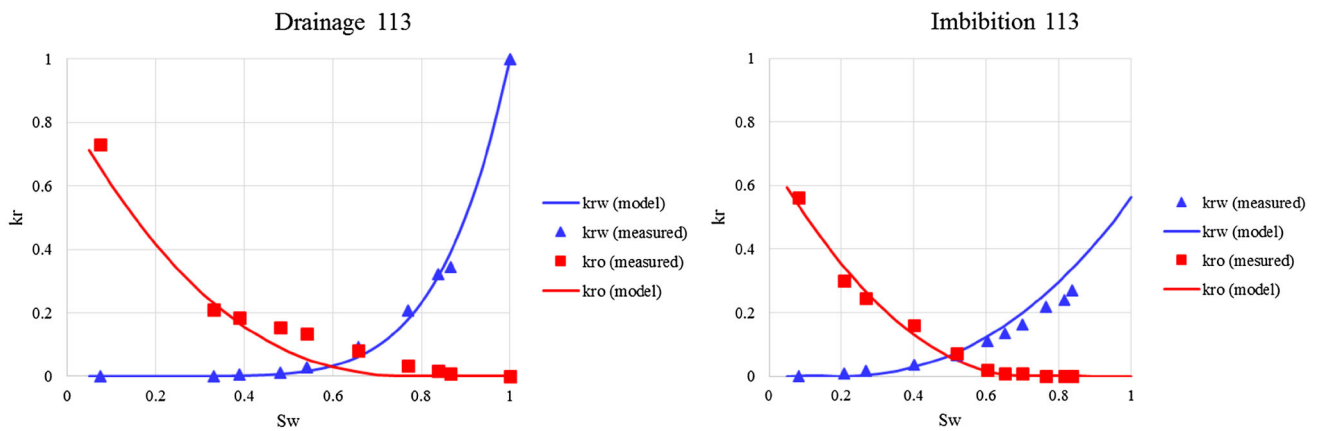 Drainage 113
kr
1
0.8
0.6
0.4
0.2
0
0 0.2 0.4 0.6 0.8 1
Sw
krw (model)
krw (measured)
kro (measured)
kro (model)
Imbibition 113
kr
1
0.8
0.6
0.4
0.2
0
0 0.2 0.4 0.6 0.8 1
Sw
krw (measured)
krw (model)
kro (mesured)
kro (model)